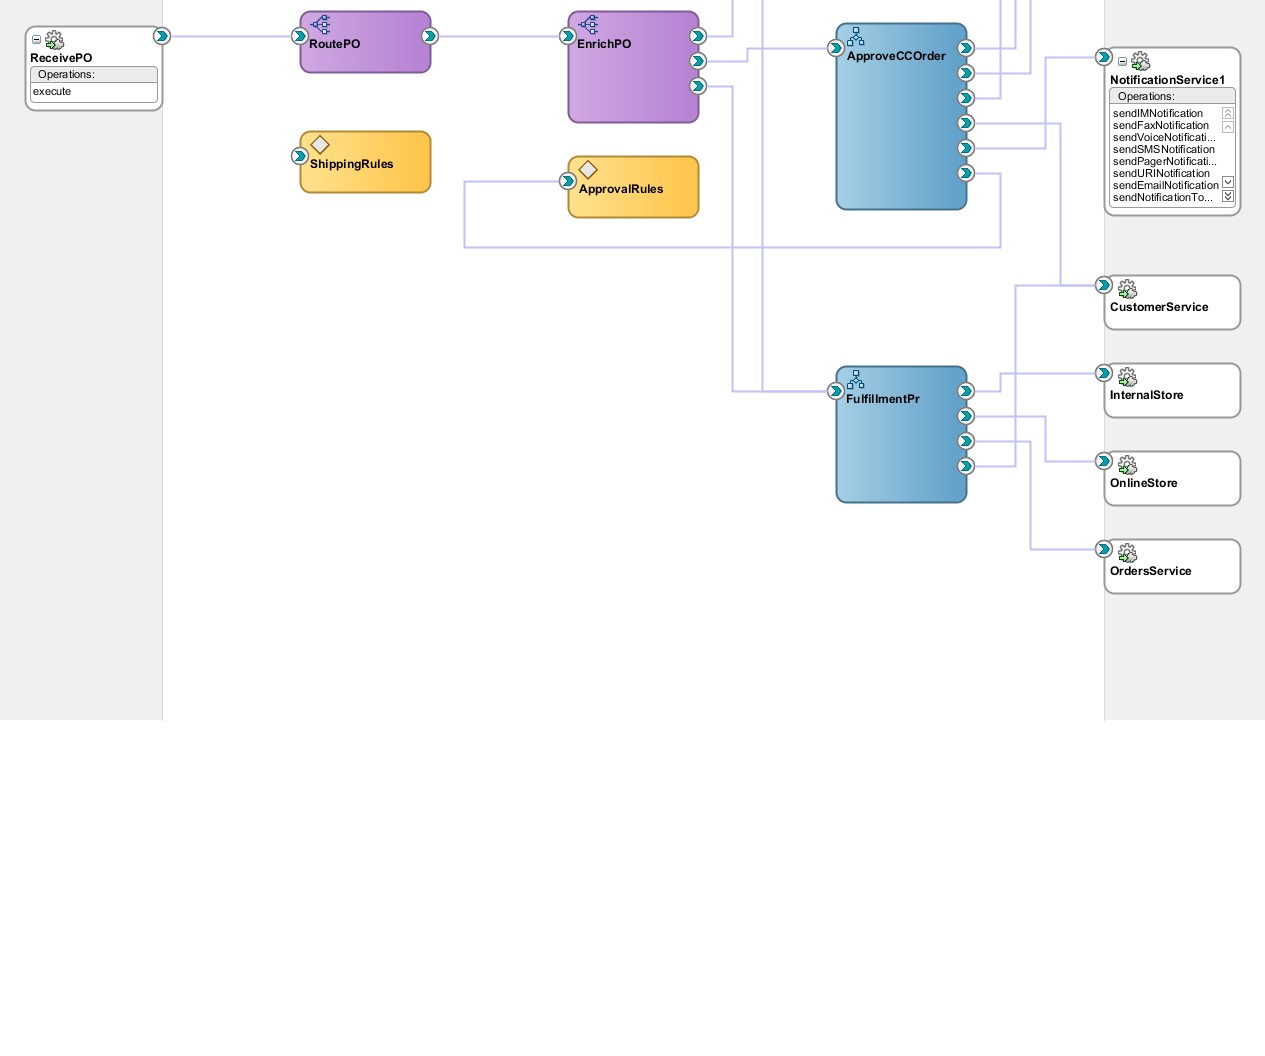 ReceivePO
Operations:
execute
RoutePO
EnrichPO
ShippingRules
ApprovalRules
ApproveCCOrder
FulfillmentPr
NotificationService1
Operations:
sendIMNotification
sendFaxNotification
sendVoiceNotificati...
sendSMSNotification
sendPagerNotificati...
sendURINotification
sendEmailNotification
sendNotificationTo...
CustomerService
InternalStore
OnlineStore
OrdersService